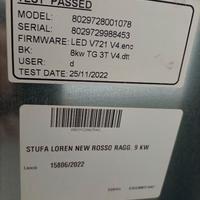 TEST PASSED
MODEL: 8029728001078
SERIAL: 8029729988453
FIRMWARE: LED V721 V4.enc
BK: 8kw TG 3T V4.dtt
USER: d
TEST DATE: 25/11/2022
STUFA LOREN NEW ROSSO RAGG. 9 KW
15806/2022